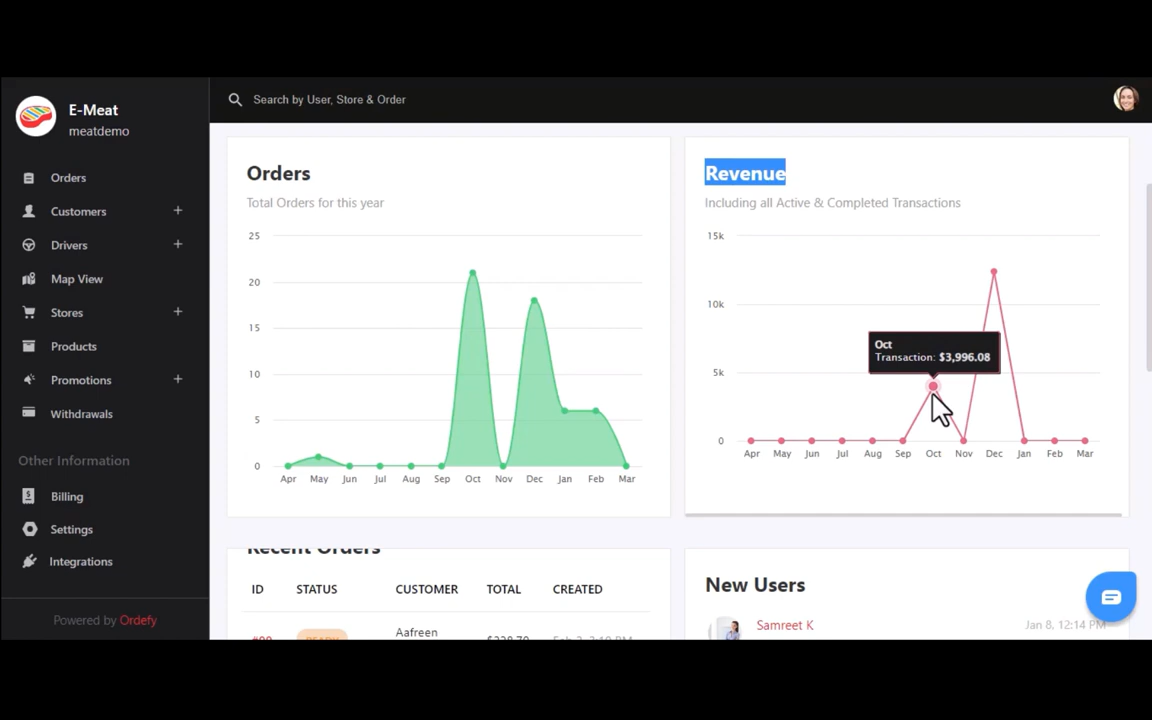 E-Meat
meatdemo
Search by User, Store & Order
Orders
Customers +
Drivers +
Map View
Stores +
Products
Promotions +
Withdrawals
Other Information
Billing
Settings
Integrations
Powered by Ordefy
Orders
Total Orders for this year
25
20
15
10
5
0
Apr May Jun Jul Aug Sep Oct Nov Dec Jan Feb Mar
Revenue
Including all Active & Completed Transactions
15k
10k
5k
0
Oct
Transaction: $3,996.08
Apr May Jun Jul Aug Sep Oct Nov Dec Jan Feb Mar
Recent Orders
ID STATUS CUSTOMER TOTAL CREATED
Afreen
New Users
Samreet K
Jan 8, 12:14 PM